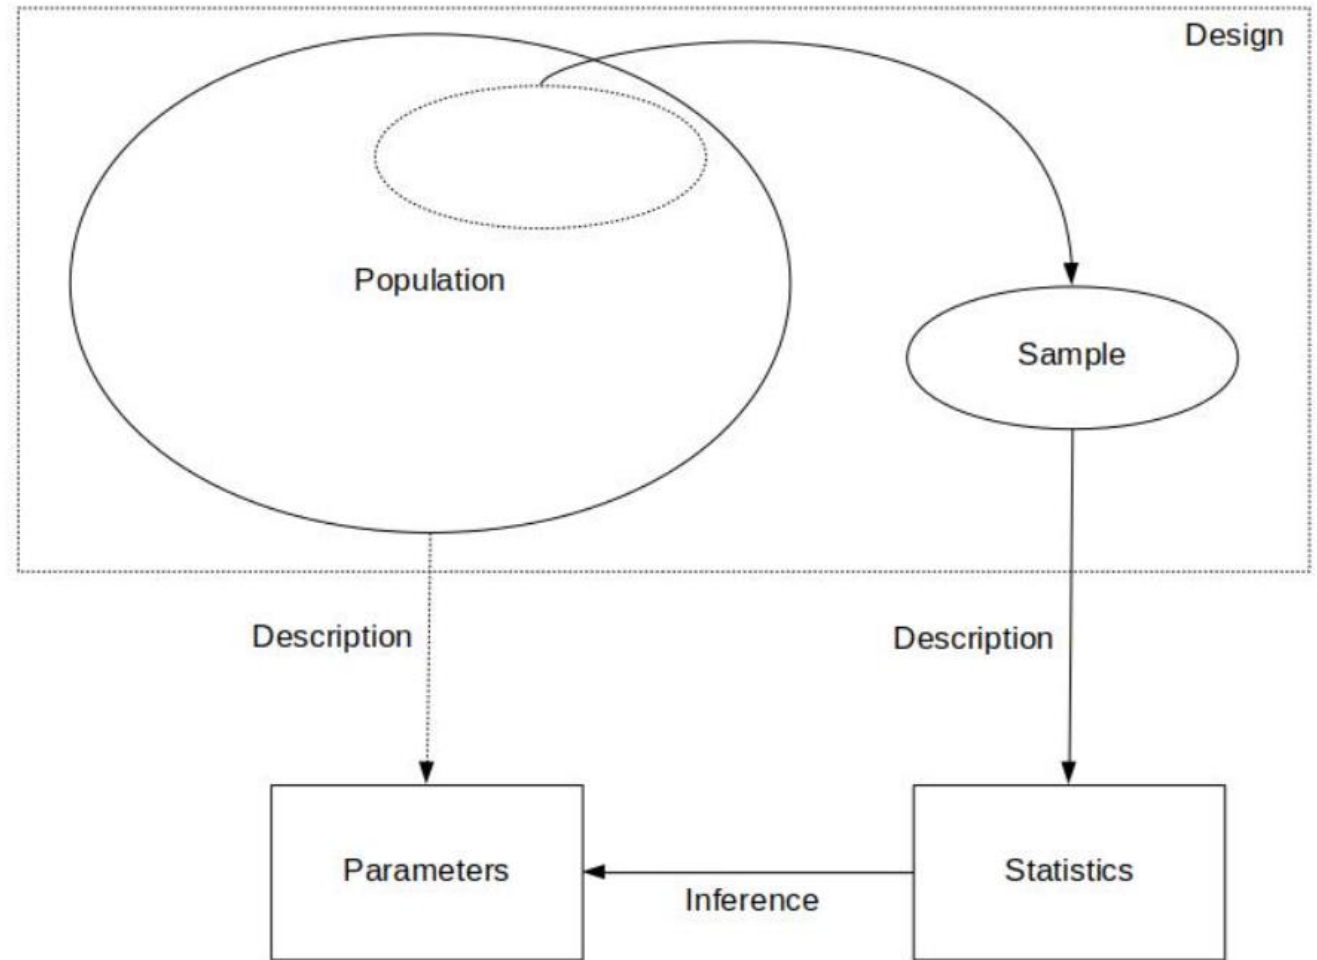 Design
Population
Sample
Description
Description
Parameters
Statistics
Inference